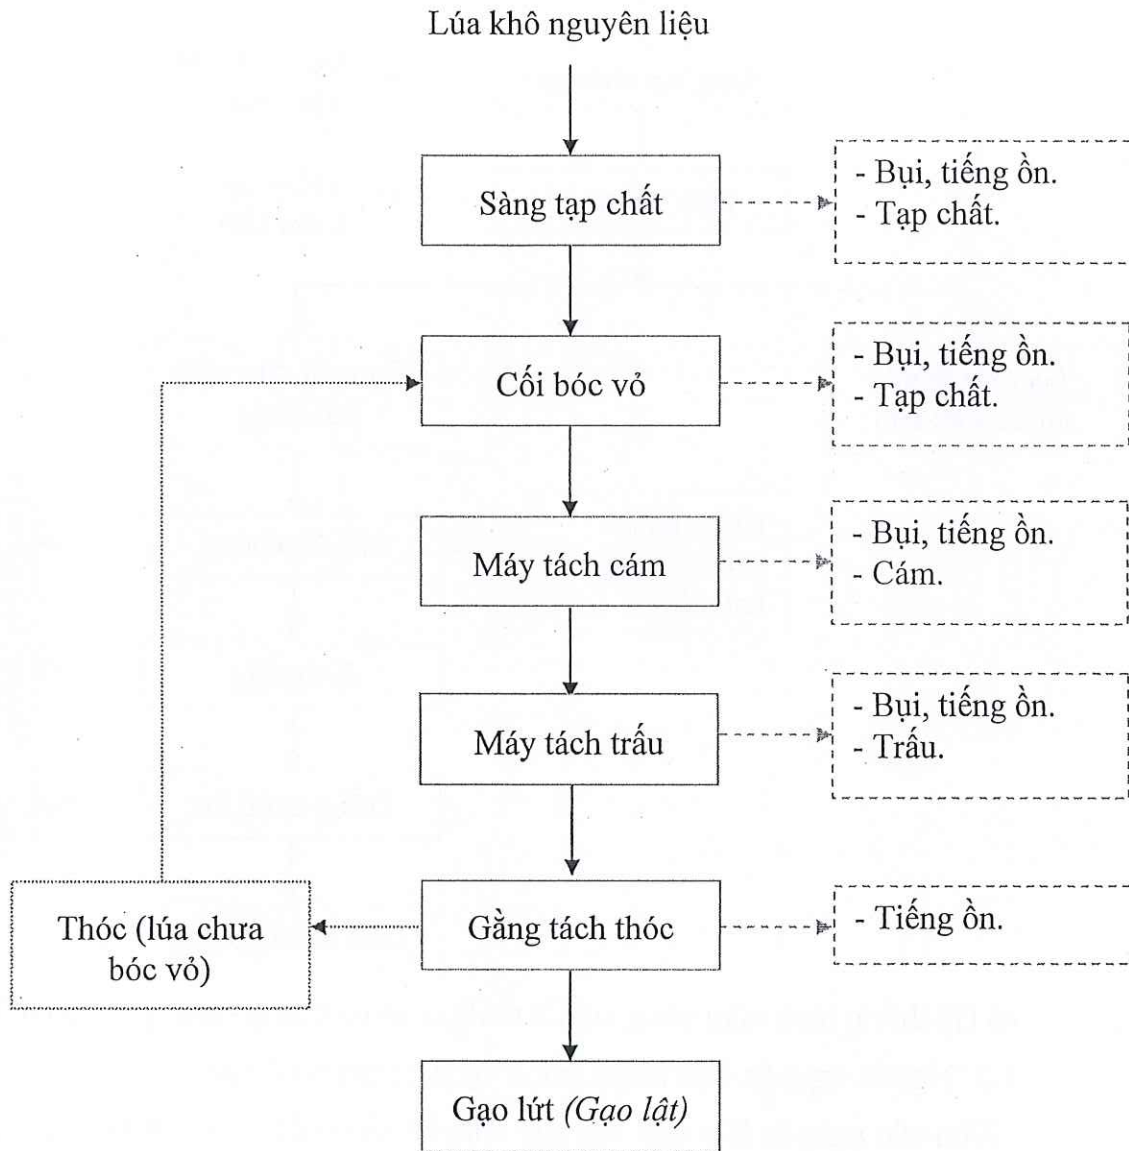 Lúa khô nguyên liệu
Sàng tạp chất
- Bụi, tiếng ồn.
- Tạp chất.
Cối bóc vỏ
- Bụi, tiếng ồn.
- Tạp chất.
Máy tách cám
- Bụi, tiếng ồn.
- Cám.
Máy tách trấu
- Bụi, tiếng ồn.
- Trấu.
Thóc (lúa chưa
bóc vỏ)
Gằng tách thóc
- Tiếng ồn.
Gạo lứt (Gạo lật)